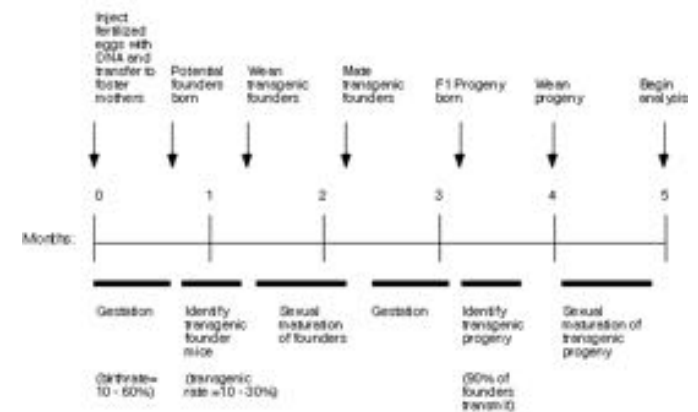 Inject
fertilized
eggs with
DNA and
transfer to
foster
mothers
Potential
founders
born
Wean
transgenic
founders
Mate
transgenic
founders
F1 Progeny
born
Wean
progeny
Begin
analysis
0
1
2
3
4
5
Months:
Gestation
Identify
transgenic
founder
mice
Sexual
maturation
of founders
Gestation
Identify
transgenic
progeny
Sexual
maturation of
transgenic
progeny
(birthrate=
10 - 60%)
(transgenic
rate =10 - 30%)
(90% of
founders
transmit)